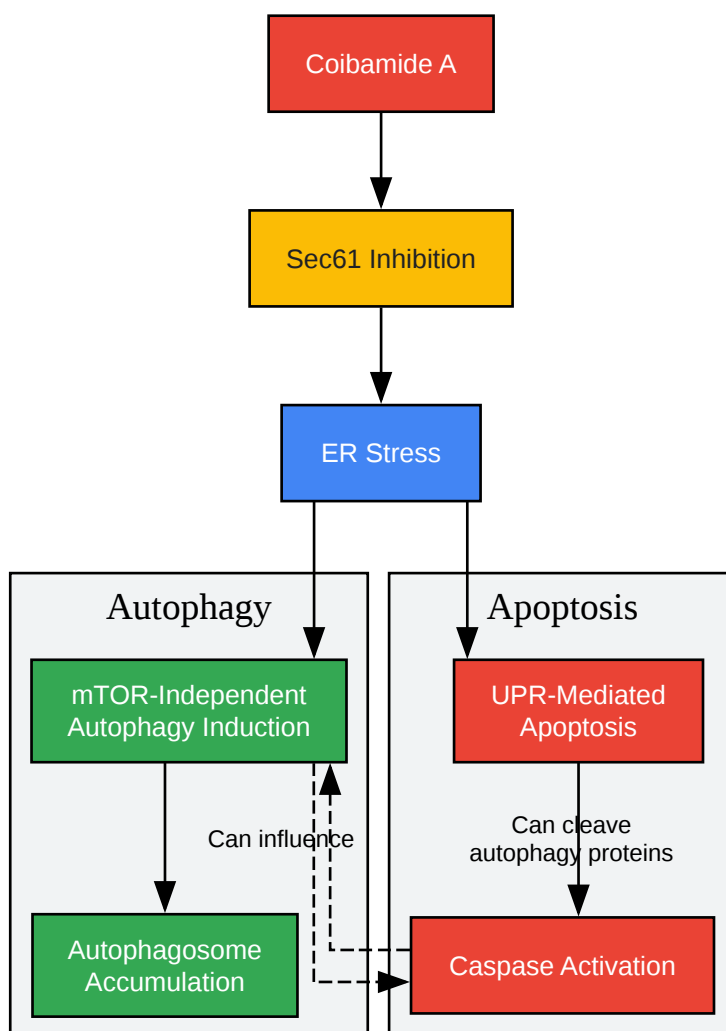 Coibamide A
Sec61 Inhibition
ER Stress
Autophagy
Apoptosis
mTOR-Independent
Autophagy Induction
UPR-Mediated
Apoptosis
Can influence
Can cleave
autophagy proteins
Autophagosome
Accumulation
Caspase Activation